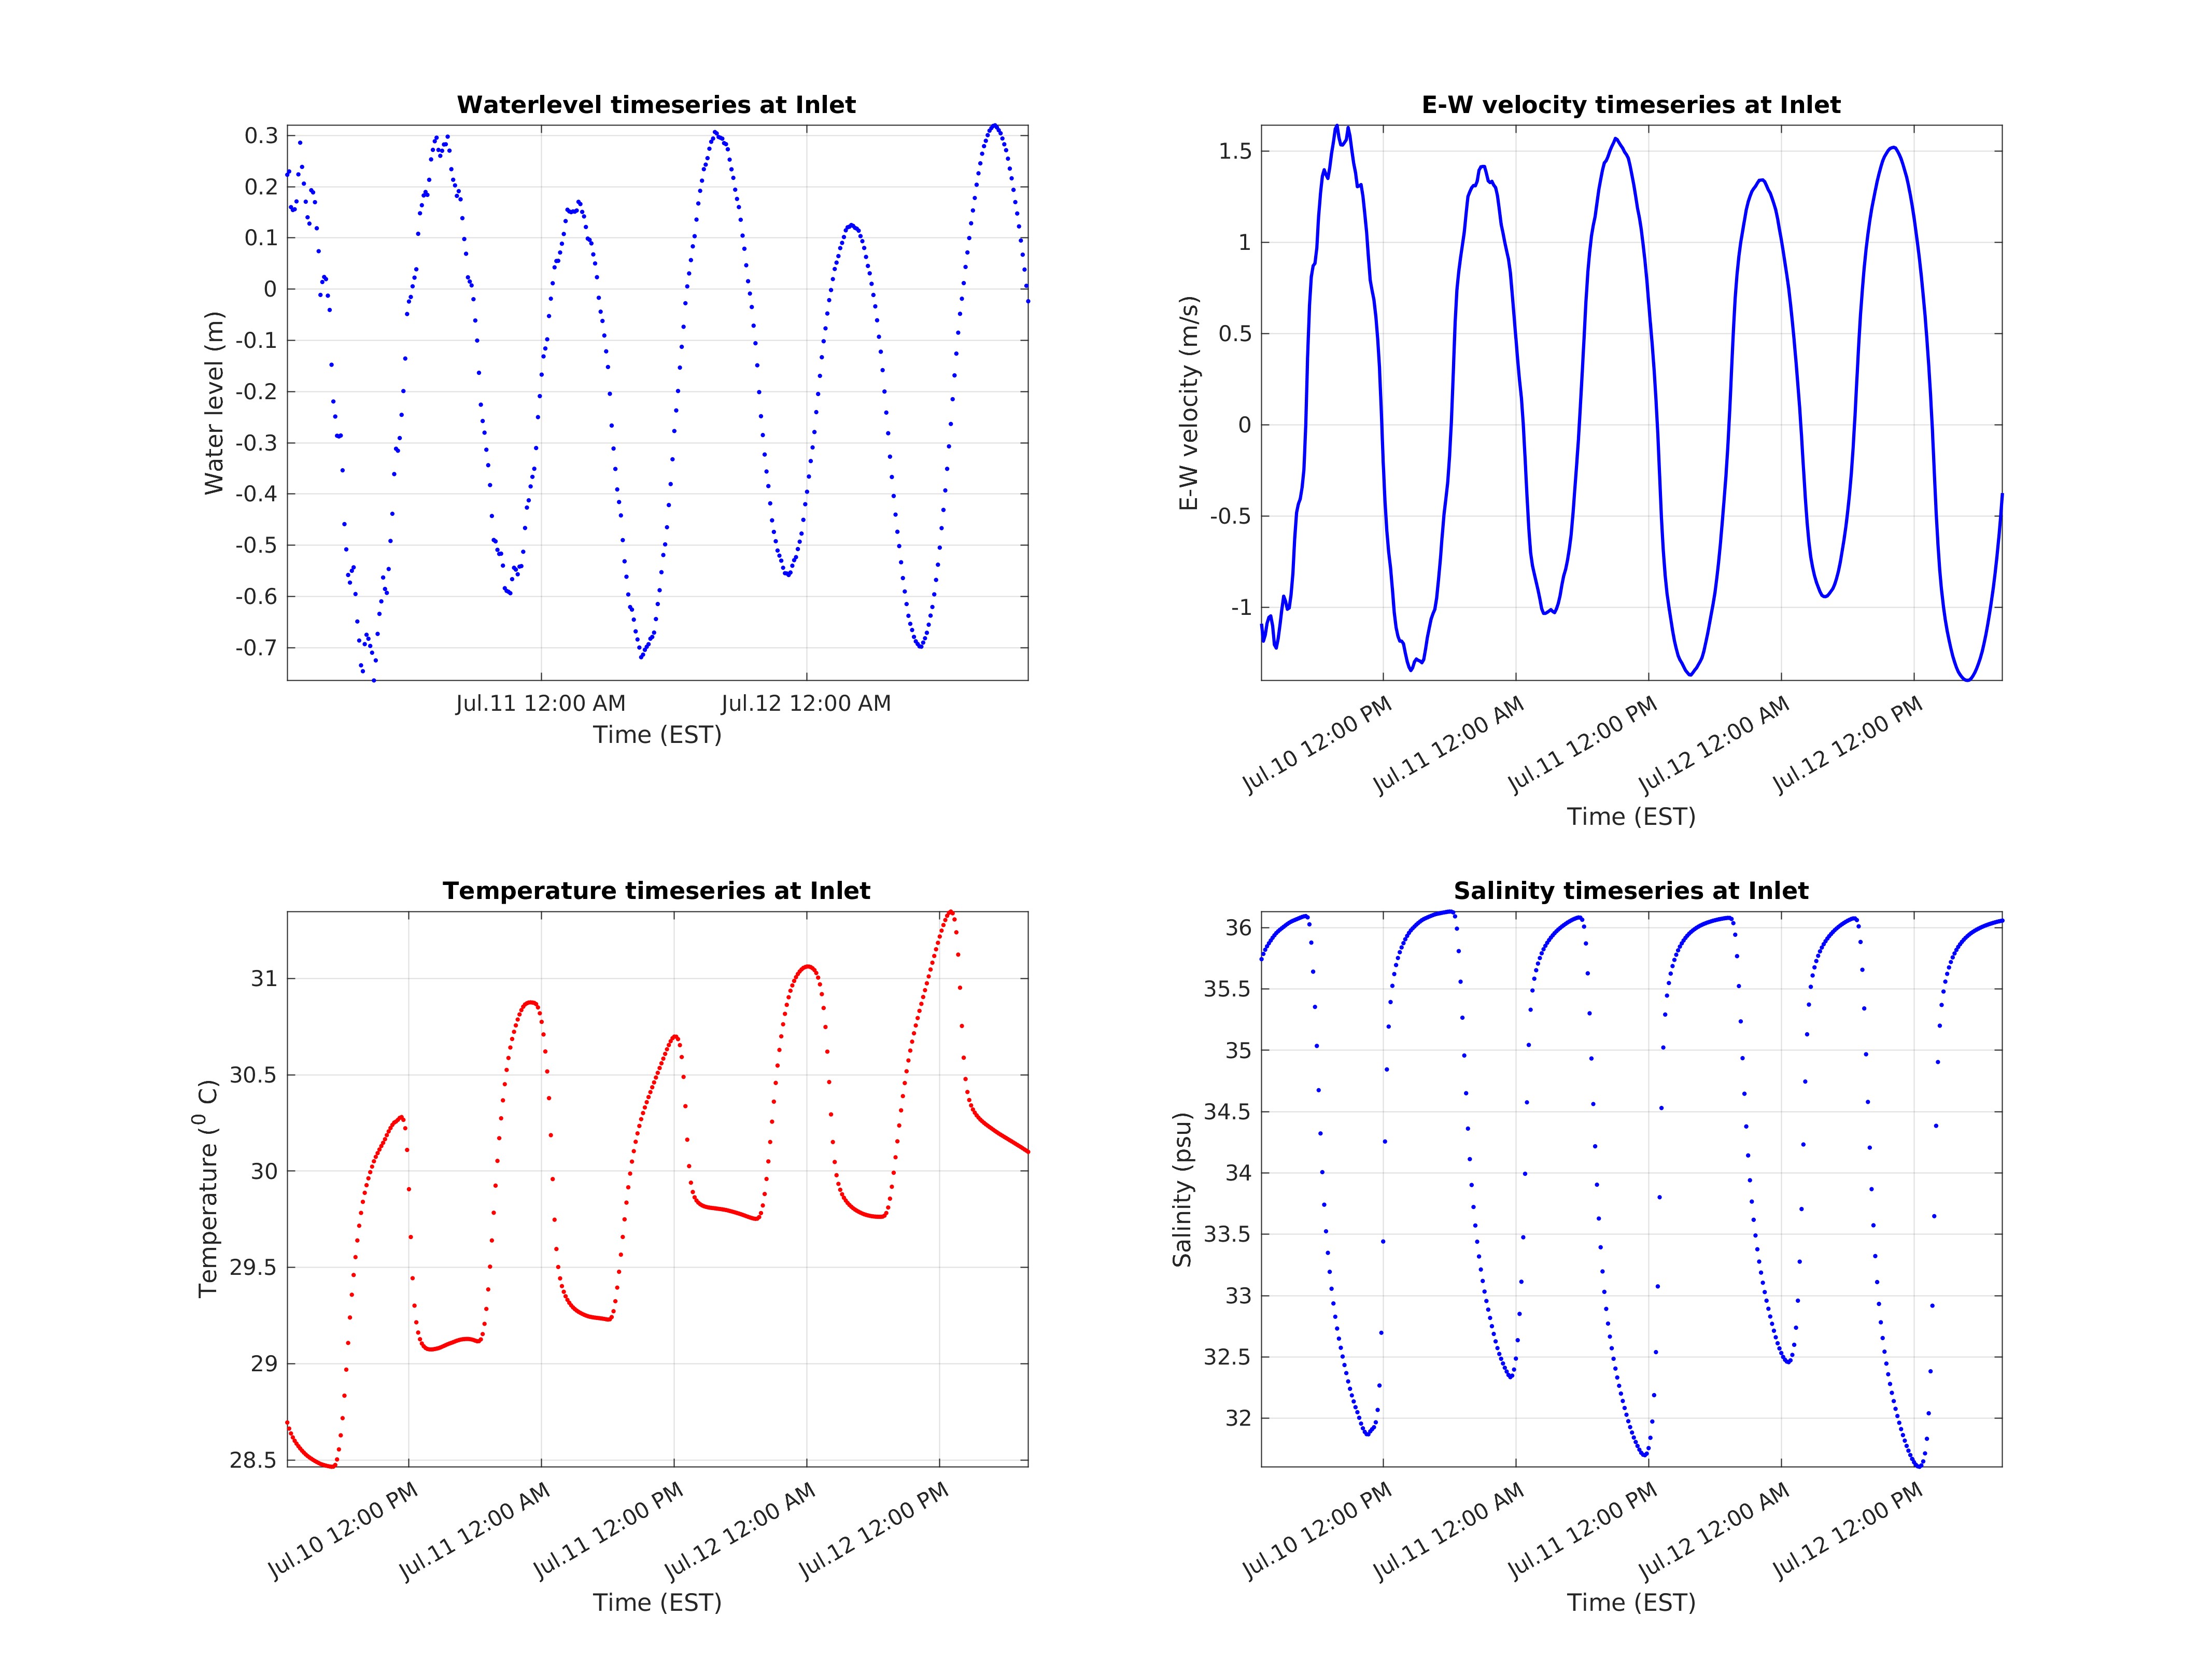 Waterlevel timeseries at Inlet
0.3
0.2
0.1
0
-0.1
-0.2
-0.3
-0.4
-0.5
-0.6
-0.7
Water level (m)
Jul.11 12:00 AM
Jul.12 12:00 AM
Time (EST)
E-W velocity timeseries at Inlet
1.5
1
0.5
0
-0.5
-1
E-W velocity (m/s)
Jul.10 12:00 PM
Jul.11 12:00 AM
Jul.11 12:00 PM
Jul.12 12:00 AM
Jul.12 12:00 PM
Time (EST)
Temperature timeseries at Inlet
31
30.5
30
29.5
29
28.5
Temperature (⁰ C)
Jul.10 12:00 PM
Jul.11 12:00 AM
Jul.11 12:00 PM
Jul.12 12:00 AM
Jul.12 12:00 PM
Time (EST)
Salinity timeseries at Inlet
36
35.5
35
34.5
34
33.5
33
32.5
32
Salinity (psu)
Jul.10 12:00 PM
Jul.11 12:00 AM
Jul.11 12:00 PM
Jul.12 12:00 AM
Jul.12 12:00 PM
Time (EST)